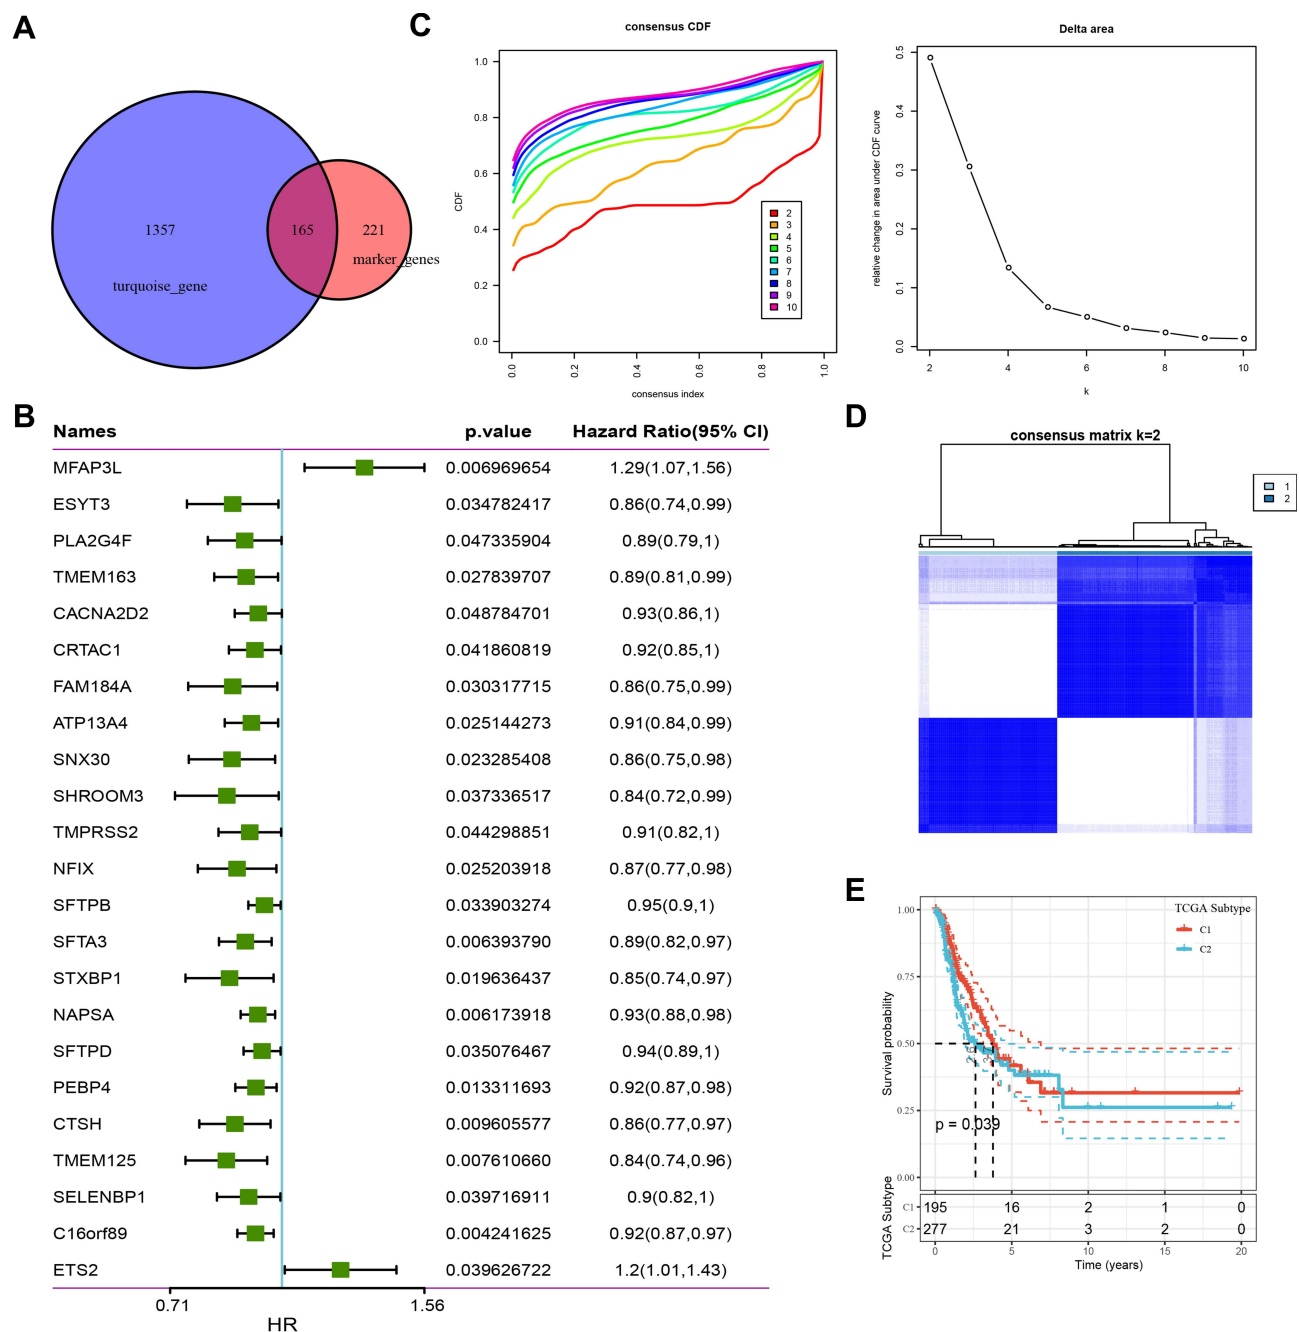 A
1357
165
221
marker_genes
turquoise_gene
C
consensus CDF
CDF
1.0
0.8
0.6
0.4
0.2
0.0
0.0
0.2
0.4
0.6
0.8
1.0
consensus index
2
3
4
5
6
7
8
9
10
Delta area
relative change in area under CDF curve
0.5
0.4
0.3
0.2
0.1
0.0
2
4
6
8
10
k
B
Names p.value Hazard Ratio(95% CI)
MFAP3L 0.006969654 1.29(1.07,1.56)
ESYT3 0.034782417 0.86(0.74,0.99)
PLA2G4F 0.047335904 0.89(0.79,1)
TMEM163 0.027839707 0.89(0.81,0.99)
CACNA2D2 0.048784701 0.93(0.86,1)
CRTAC1 0.041860819 0.92(0.85,1)
FAM184A 0.030317715 0.86(0.75,0.99)
ATP13A4 0.025144273 0.91(0.84,0.99)
SNX30 0.023285408 0.86(0.75,0.98)
SHROOM3 0.037336517 0.84(0.72,0.99)
TMPRSS2 0.044298851 0.91(0.82,1)
NFIX 0.025203918 0.87(0.77,0.98)
SFTPB 0.033903274 0.95(0.9,1)
SFTA3 0.006393790 0.89(0.82,0.97)
STXBP1 0.019636437 0.85(0.74,0.97)
NAPSA 0.006173918 0.93(0.88,0.98)
SFTPD 0.035076467 0.94(0.89,1)
PEBP4 0.013311693 0.92(0.87,0.98)
CTSH 0.009605577 0.86(0.77,0.97)
TMEM125 0.007610660 0.84(0.74,0.96)
SELENBP1 0.039716911 0.9(0.82,1)
C16orf89 0.004241625 0.92(0.87,0.97)
ETS2 0.039626722 1.2(1.01,1.43)
0.71 1.56
HR
D
consensus matrix k=2
1
2
E
TCGA Subtype
C1
C2
Survival probability
1.00
0.75
0.50
0.25
0.00
p = 0.039
TCGA Subtype
C1 195 16 2 1 0
C2 277 21 3 2 0
0 5 10 15 20
Time (years)